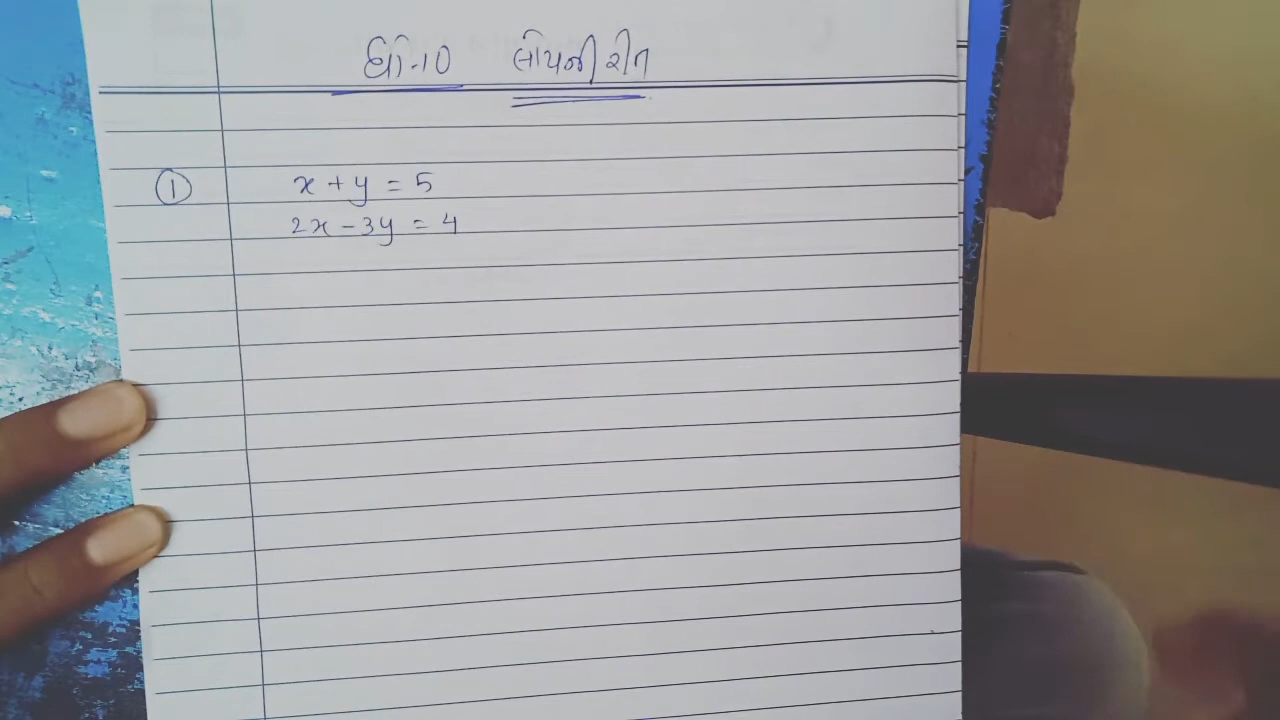 ધો-10 લોપની રીત
① x + y = 5
2x - 3y = 4